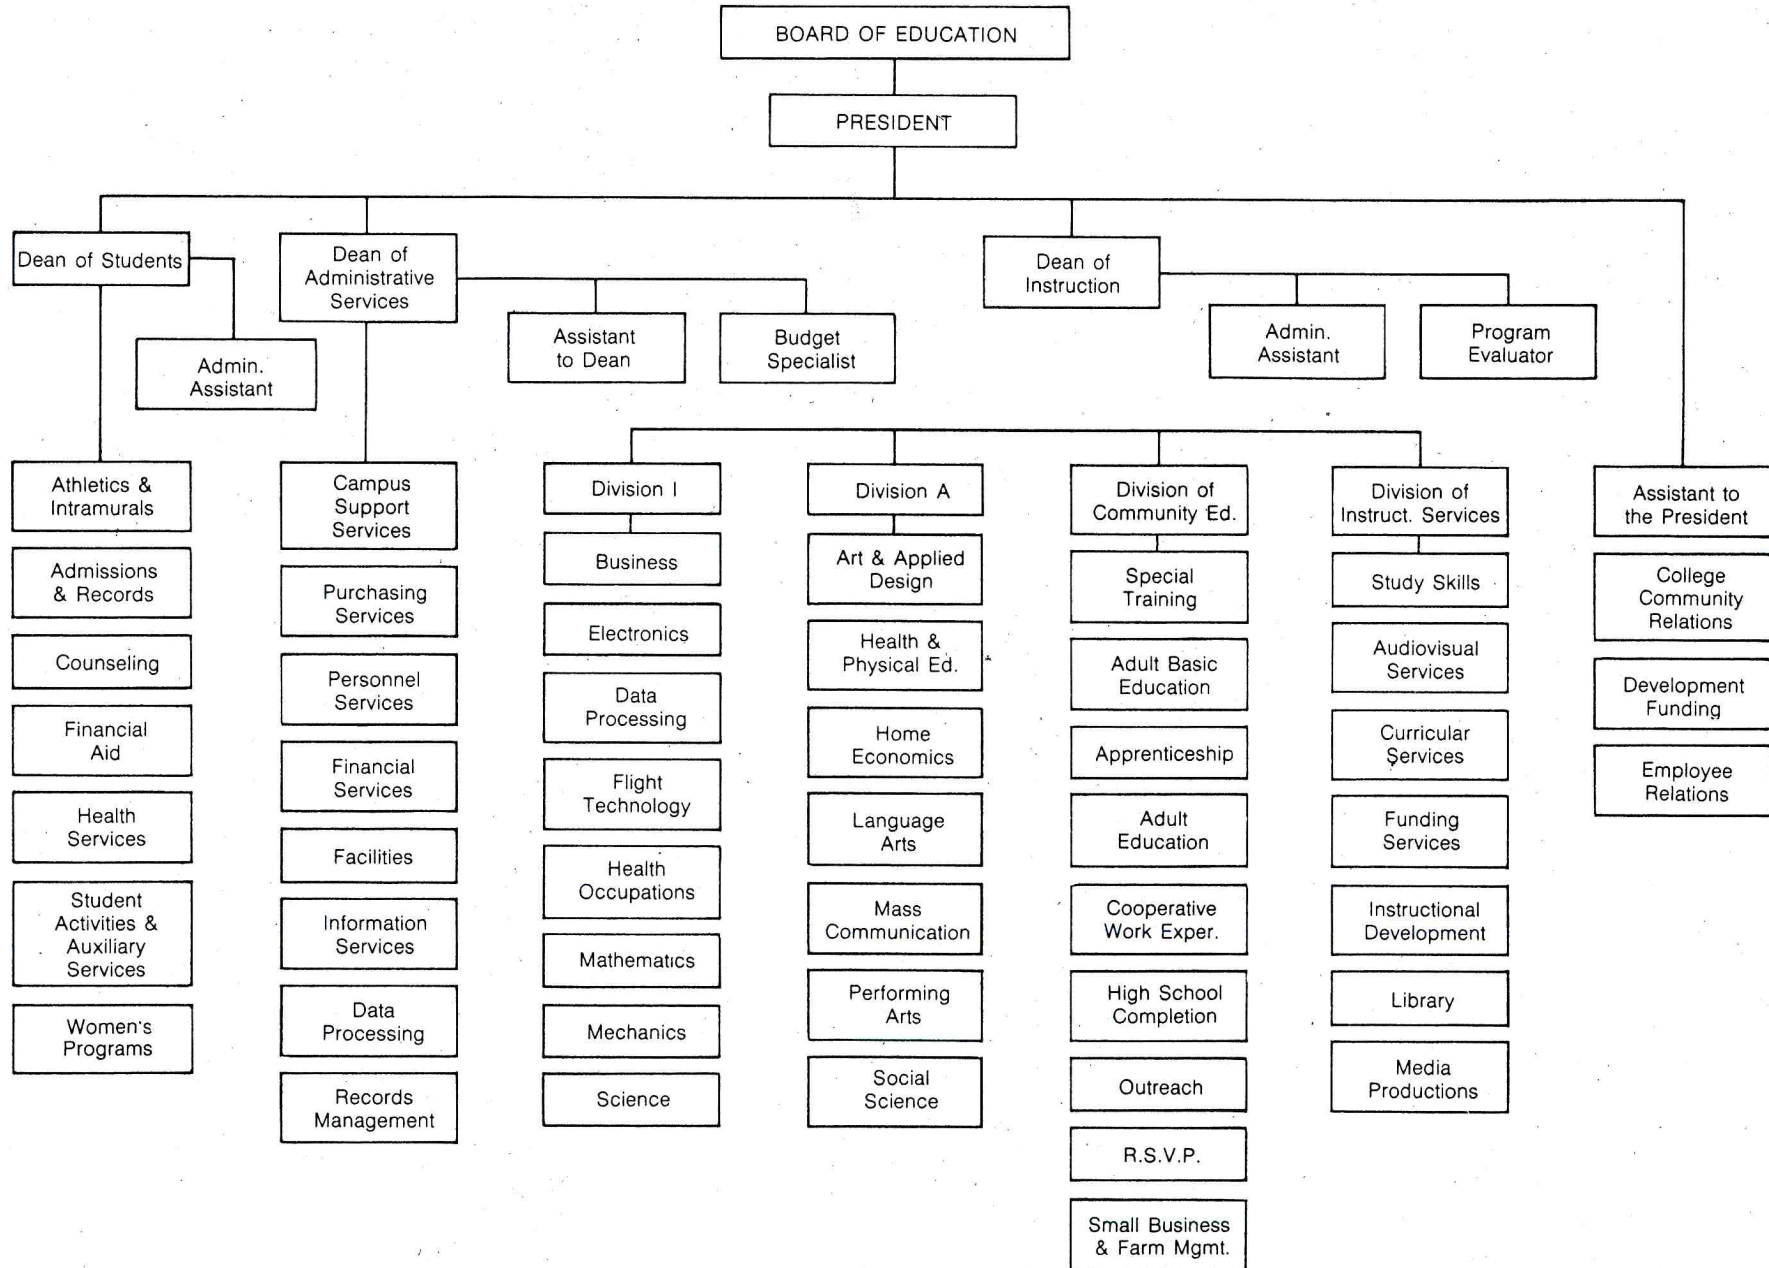 BOARD OF EDUCATION
PRESIDENT
Dean of Students
Admin.
Assistant
Dean of
Administrative
Services
Assistant
to Dean
Budget
Specialist
Dean of
Instruction
Admin.
Assistant
Program
Evaluator
Athletics &
Intramurals
Admissions
& Records
Counseling
Financial
Aid
Health
Services
Student
Activities &
Auxiliary
Services
Women's
Programs
Campus
Support
Services
Purchasing
Services
Personnel
Services
Financial
Services
Facilities
Information
Services
Data
Processing
Records
Management
Division I
Business
Electronics
Data
Processing
Flight
Technology
Health
Occupations
Mathematics
Mechanics
Science
Division A
Art & Applied
Design
Health &
Physical Ed.
Home
Economics
Language
Arts
Mass
Communication
Performing
Arts
Social
Science
Division of
Community Ed.
Special
Training
Adult Basic
Education
Apprenticeship
Adult
Education
Cooperative
Work Exper.
High School
Completion
Outreach
R.S.V.P.
Small Business
& Farm Mgmt.
Division of
Instruct. Services
Study Skills
Audiovisual
Services
Curricular
Services
Funding
Services
Instructional
Development
Library
Media
Productions
Assistant to
the President
College
Community
Relations
Development
Funding
Employee
Relations